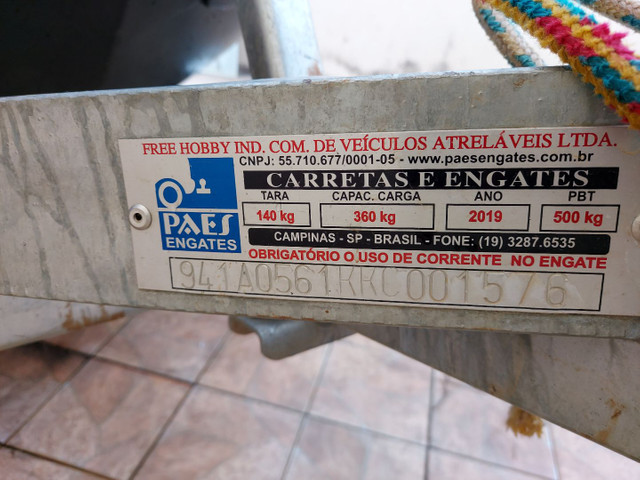 FREE HOBBY IND. COM. DE VEÍCULOS ATRELÁVEIS LTDA.
CNPJ: 55.710.677/0001-05 - www.paesengates.com.br
CARRETAS E ENGATES
PAES
ENGATES
TARA CAPAC. CARGA ANO PBT
140 kg 360 kg 2019 500 kg
CAMPINAS - SP - BRASIL - FONE: (19) 3287.6535
OBRIGATÓRIO O USO DE CORRENTE NO ENGATE
941A0561KKC001576